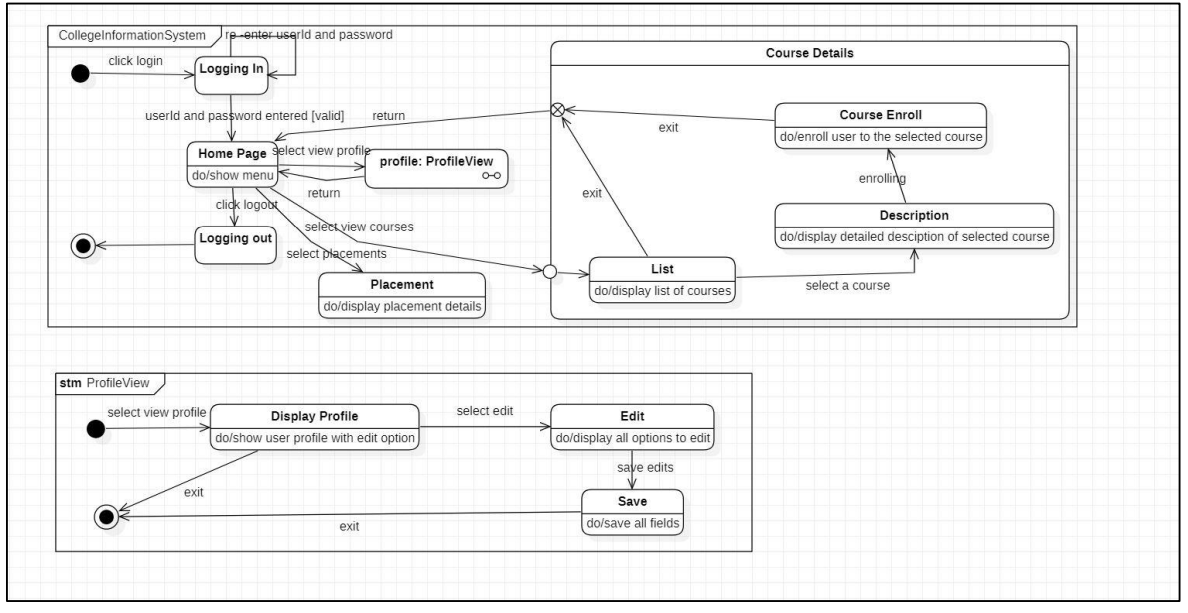 CollegeInformationSystem
re -enter userId and password
Course Details
click login
Logging In
userId and password entered [valid]
return
exit
Course Enroll
do/enroll user to the selected course
Home Page
do/show menu
select view profile
profile: ProfileView
return
exit
enrolling
click logout
Logging out
select view courses
select placements
Description
do/display detailed desciption of selected course
Placement
do/display placement details
List
do/display list of courses
select a course
stm ProfileView
select view profile
Display Profile
do/show user profile with edit option
select edit
Edit
do/display all options to edit
save edits
exit
Save
do/save all fields
exit